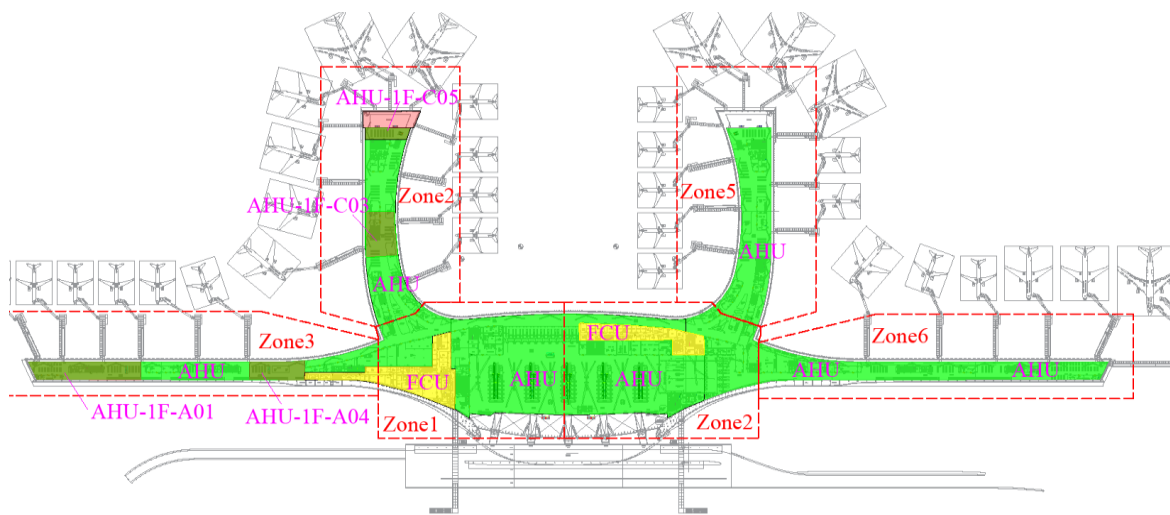 AHU-1F-C05
Zone2
Zone5
AHU-1F-C03
AHU
AHU
Zone3
FCU
Zone6
AHU
FCU
AHU
AHU
AHU
AHU
AHU-1F-A01
AHU-1F-A04
Zone1
Zone2